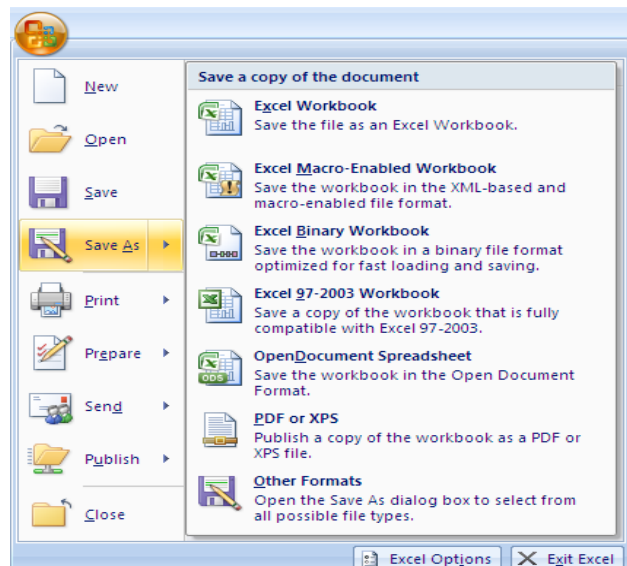 New
Open
Save
Save As
Print
Prepare
Send
Publish
Close
Save a copy of the document
Excel Workbook
Save the file as an Excel Workbook.
Excel Macro-Enabled Workbook
Save the workbook in the XML-based and
macro-enabled file format.
Excel Binary Workbook
Save the workbook in a binary file format
optimized for fast loading and saving.
Excel 97-2003 Workbook
Save a copy of the workbook that is fully
compatible with Excel 97-2003.
OpenDocument Spreadsheet
ODS
Save the workbook in the Open Document
Format.
PDF or XPS
Publish a copy of the workbook as a PDF or
XPS file.
Other Formats
Open the Save As dialog box to select from
all possible file types.
Excel Options
Exit Excel